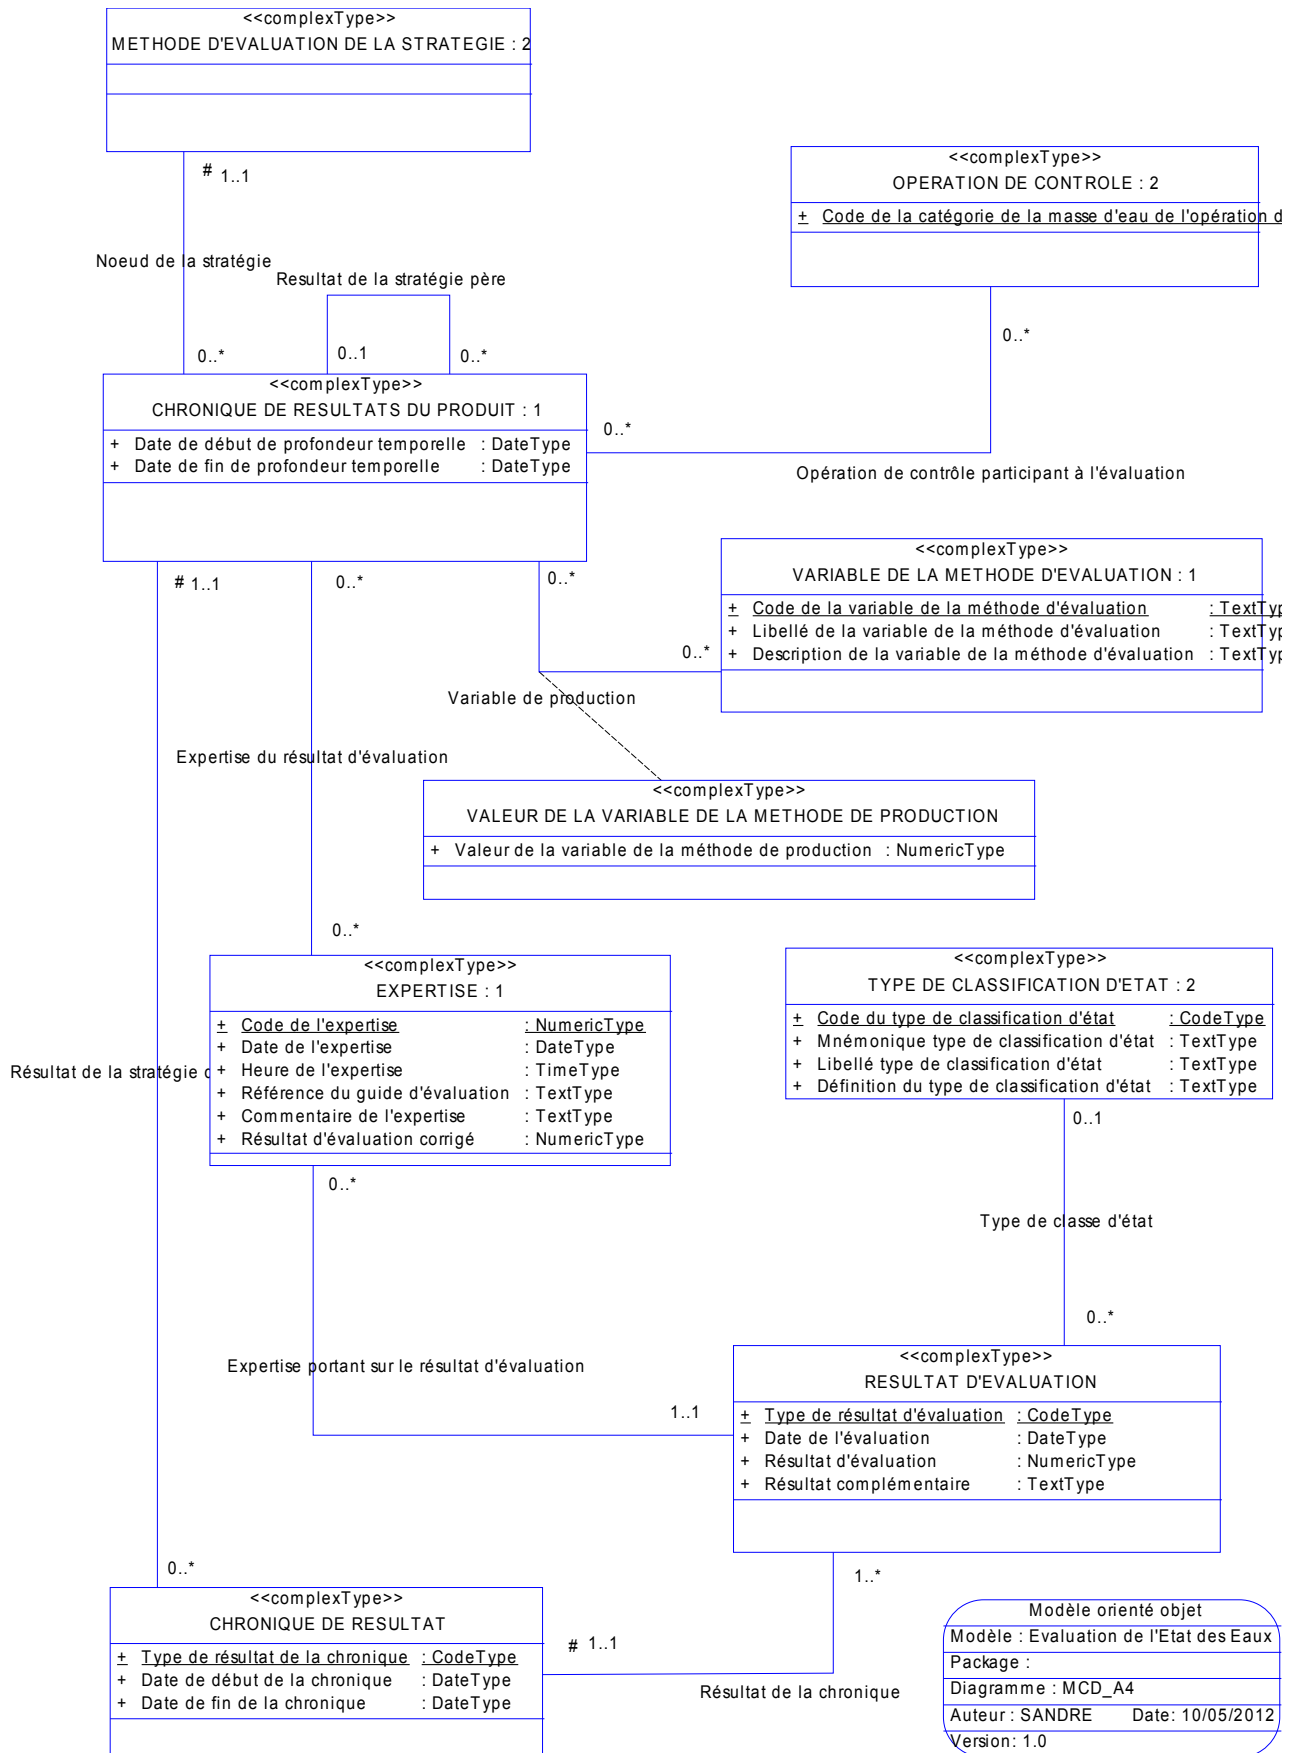 <<complexType>>
METHODE D'EVALUATION DE LA STRATEGIE : 2
# 1..1
<<complexType>>
OPERATION DE CONTROLE : 2
+ Code de la catégorie de la masse d'eau de l'opération d
Noeud de la stratégie
Resultat de la stratégie père
0..*
0..*
0..1
0..*
<<complexType>>
CHRONIQUE DE RESULTATS DU PRODUIT : 1
+ Date de début de profondeur temporelle : DateType
+ Date de fin de profondeur temporelle : DateType
0..*
Opération de contrôle participant à l'évaluation
# 1..1
0..*
0..*
<<complexType>>
VARIABLE DE LA METHODE D'EVALUATION : 1
+ Code de la variable de la méthode d'évaluation : TextTyp
+ Libellé de la variable de la méthode d'évaluation : TextTyp
+ Description de la variable de la méthode d'évaluation : TextTyp
0..*
Variable de production
Expertise du résultat d'évaluation
<<complexType>>
VALEUR DE LA VARIABLE DE LA METHODE DE PRODUCTION
+ Valeur de la variable de la méthode de production : NumericType
0..*
<<complexType>>
EXPERTISE : 1
+ Code de l'expertise : NumericType
+ Date de l'expertise : DateType
+ Heure de l'expertise : TimeType
+ Référence du guide d'évaluation : TextType
+ Commentaire de l'expertise : TextType
+ Résultat d'évaluation corrigé : NumericType
<<complexType>>
TYPE DE CLASSIFICATION D'ETAT : 2
+ Code du type de classification d'état : CodeType
+ Mnémonique type de classification d'état : TextType
+ Libellé type de classification d'état : TextType
+ Définition du type de classification d'état : TextType
Résultat de la stratégie d
0..1
0..*
Type de classe d'état
0..*
Expertise portant sur le résultat d'évaluation
1..1
<<complexType>>
RESULTAT D'EVALUATION
+ Type de résultat d'évaluation : CodeType
+ Date de l'évaluation : DateType
+ Résultat d'évaluation : NumericType
+ Résultat complémentaire : TextType
0..*
1..*
<<complexType>>
CHRONIQUE DE RESULTAT
+ Type de résultat de la chronique : CodeType
+ Date de début de la chronique : DateType
+ Date de fin de la chronique : DateType
# 1..1
Résultat de la chronique
Modèle orienté objet
Modèle : Evaluation de l'Etat des Eaux
Package :
Diagramme : MCD_A4
Auteur : SANDRE Date: 10/05/2012
Version: 1.0